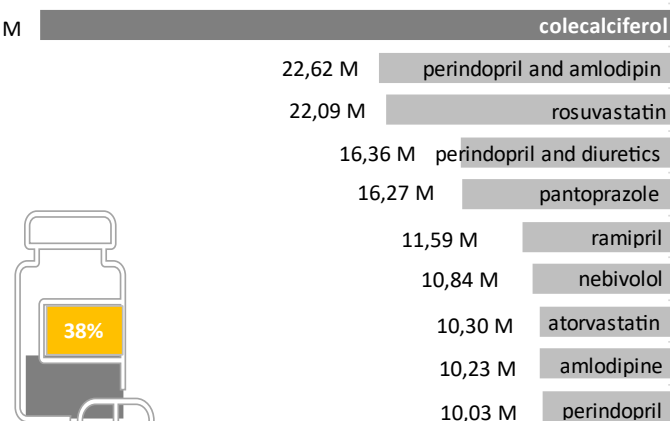 M colecalciferol
22,62 M perindopril and amlodipin
22,09 M rosuvastatin
16,36 M perindopril and diuretics
16,27 M pantoprazole
11,59 M ramipril
10,84 M nebivolol
10,30 M atorvastatin
38%
10,23 M amlodipine
10,03 M perindopril